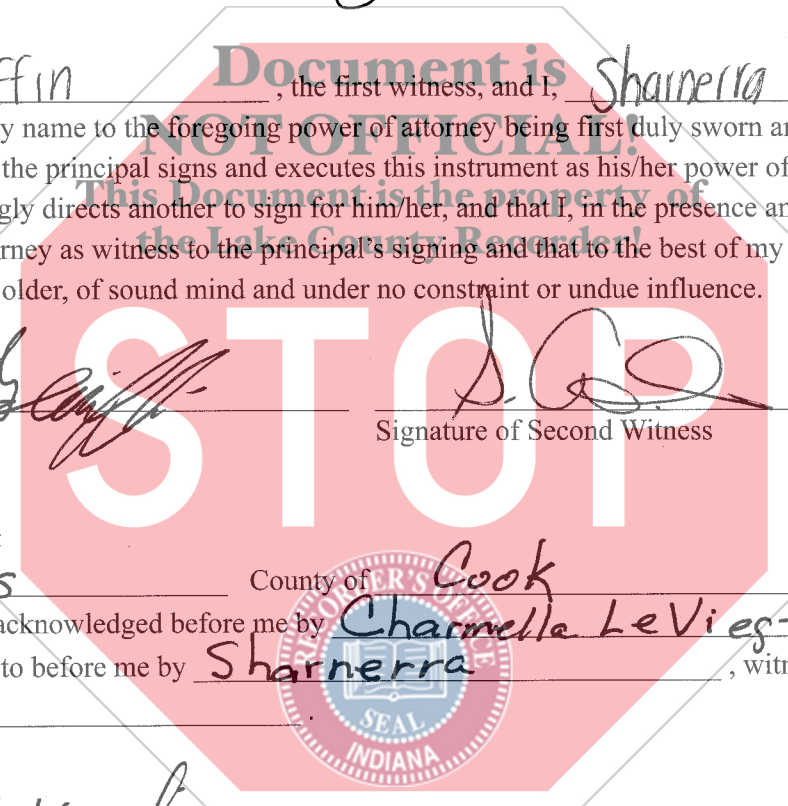 Document is
ffin, the first witness, and I, Sharnerra
y name to the foregoing power of attorney being first duly sworn an
NOT OFFICIAL!
the principal signs and executes this instrument as his/her power of
This Document is the property of
gly directs another to sign for him/her, and that I, in the presence an
the Lake County Recorder!
rney as witness to the principal's signing and that to the best of my
older, of sound mind and under no constraint or undue influence.
STOP
S.
Signature of Second Witness
s County of Cook
acknowledged before me by Charmella LeVieg-
to before me by Sharnerra, witn
RECORDER'S OFFICE
SEAL
INDIANA